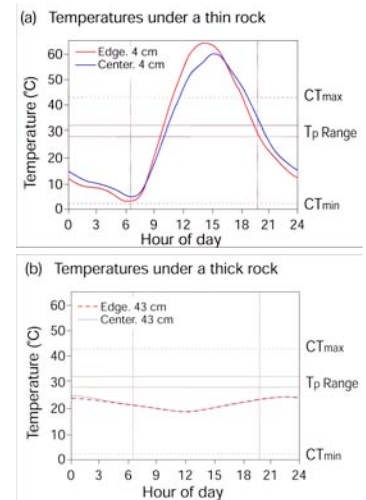 (a) Temperatures under a thin rock
Edge. 4 cm
Center. 4 cm
60
50
40
30
20
10
0
Temperature (°C)
CTmax
Tp Range
CTmin
0 3 6 9 12 15 18 21 24
Hour of day
(b) Temperatures under a thick rock
Edge. 43 cm
Center. 43 cm
60
50
40
30
20
10
0
Temperature (°C)
CTmax
Tp Range
CTmin
0 3 6 9 12 15 18 21 24
Hour of day